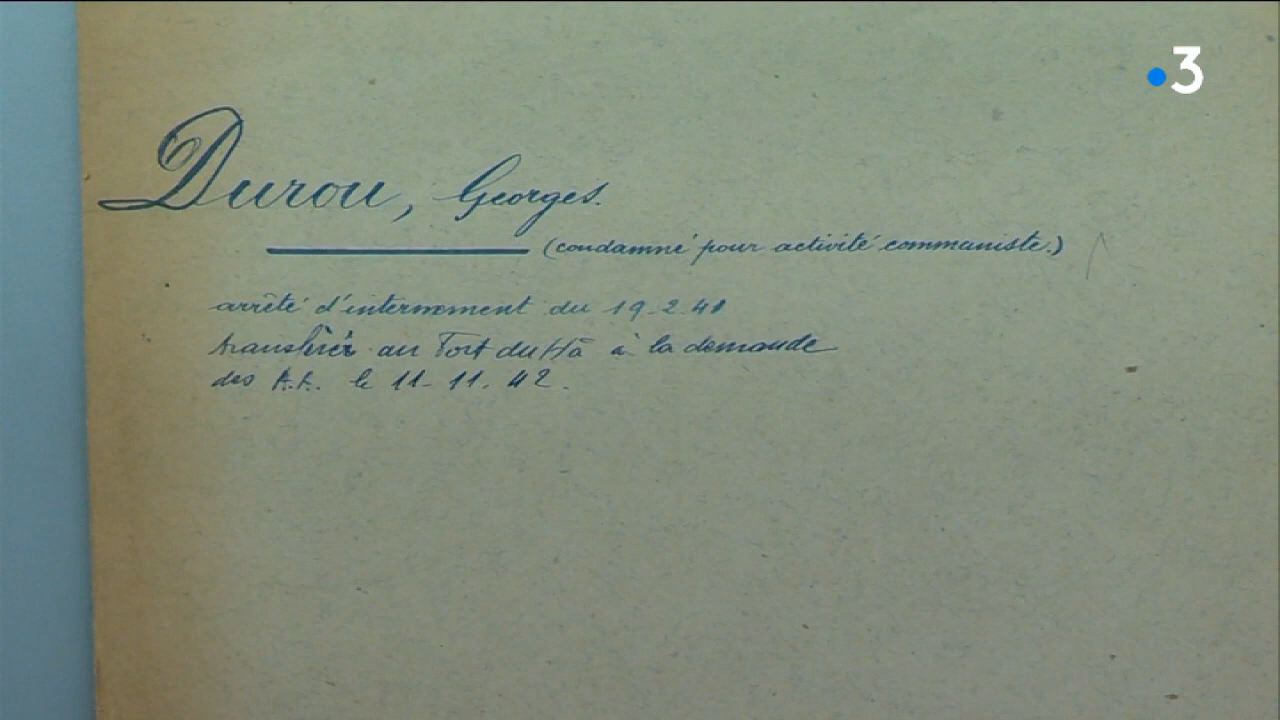 3
Durou, Georges.
(condamné pour activité communiste.)
arrêté d'internement du 19.2.41
transféré au Fort du Hâ à la demande
des A.A. le 11-11.42.